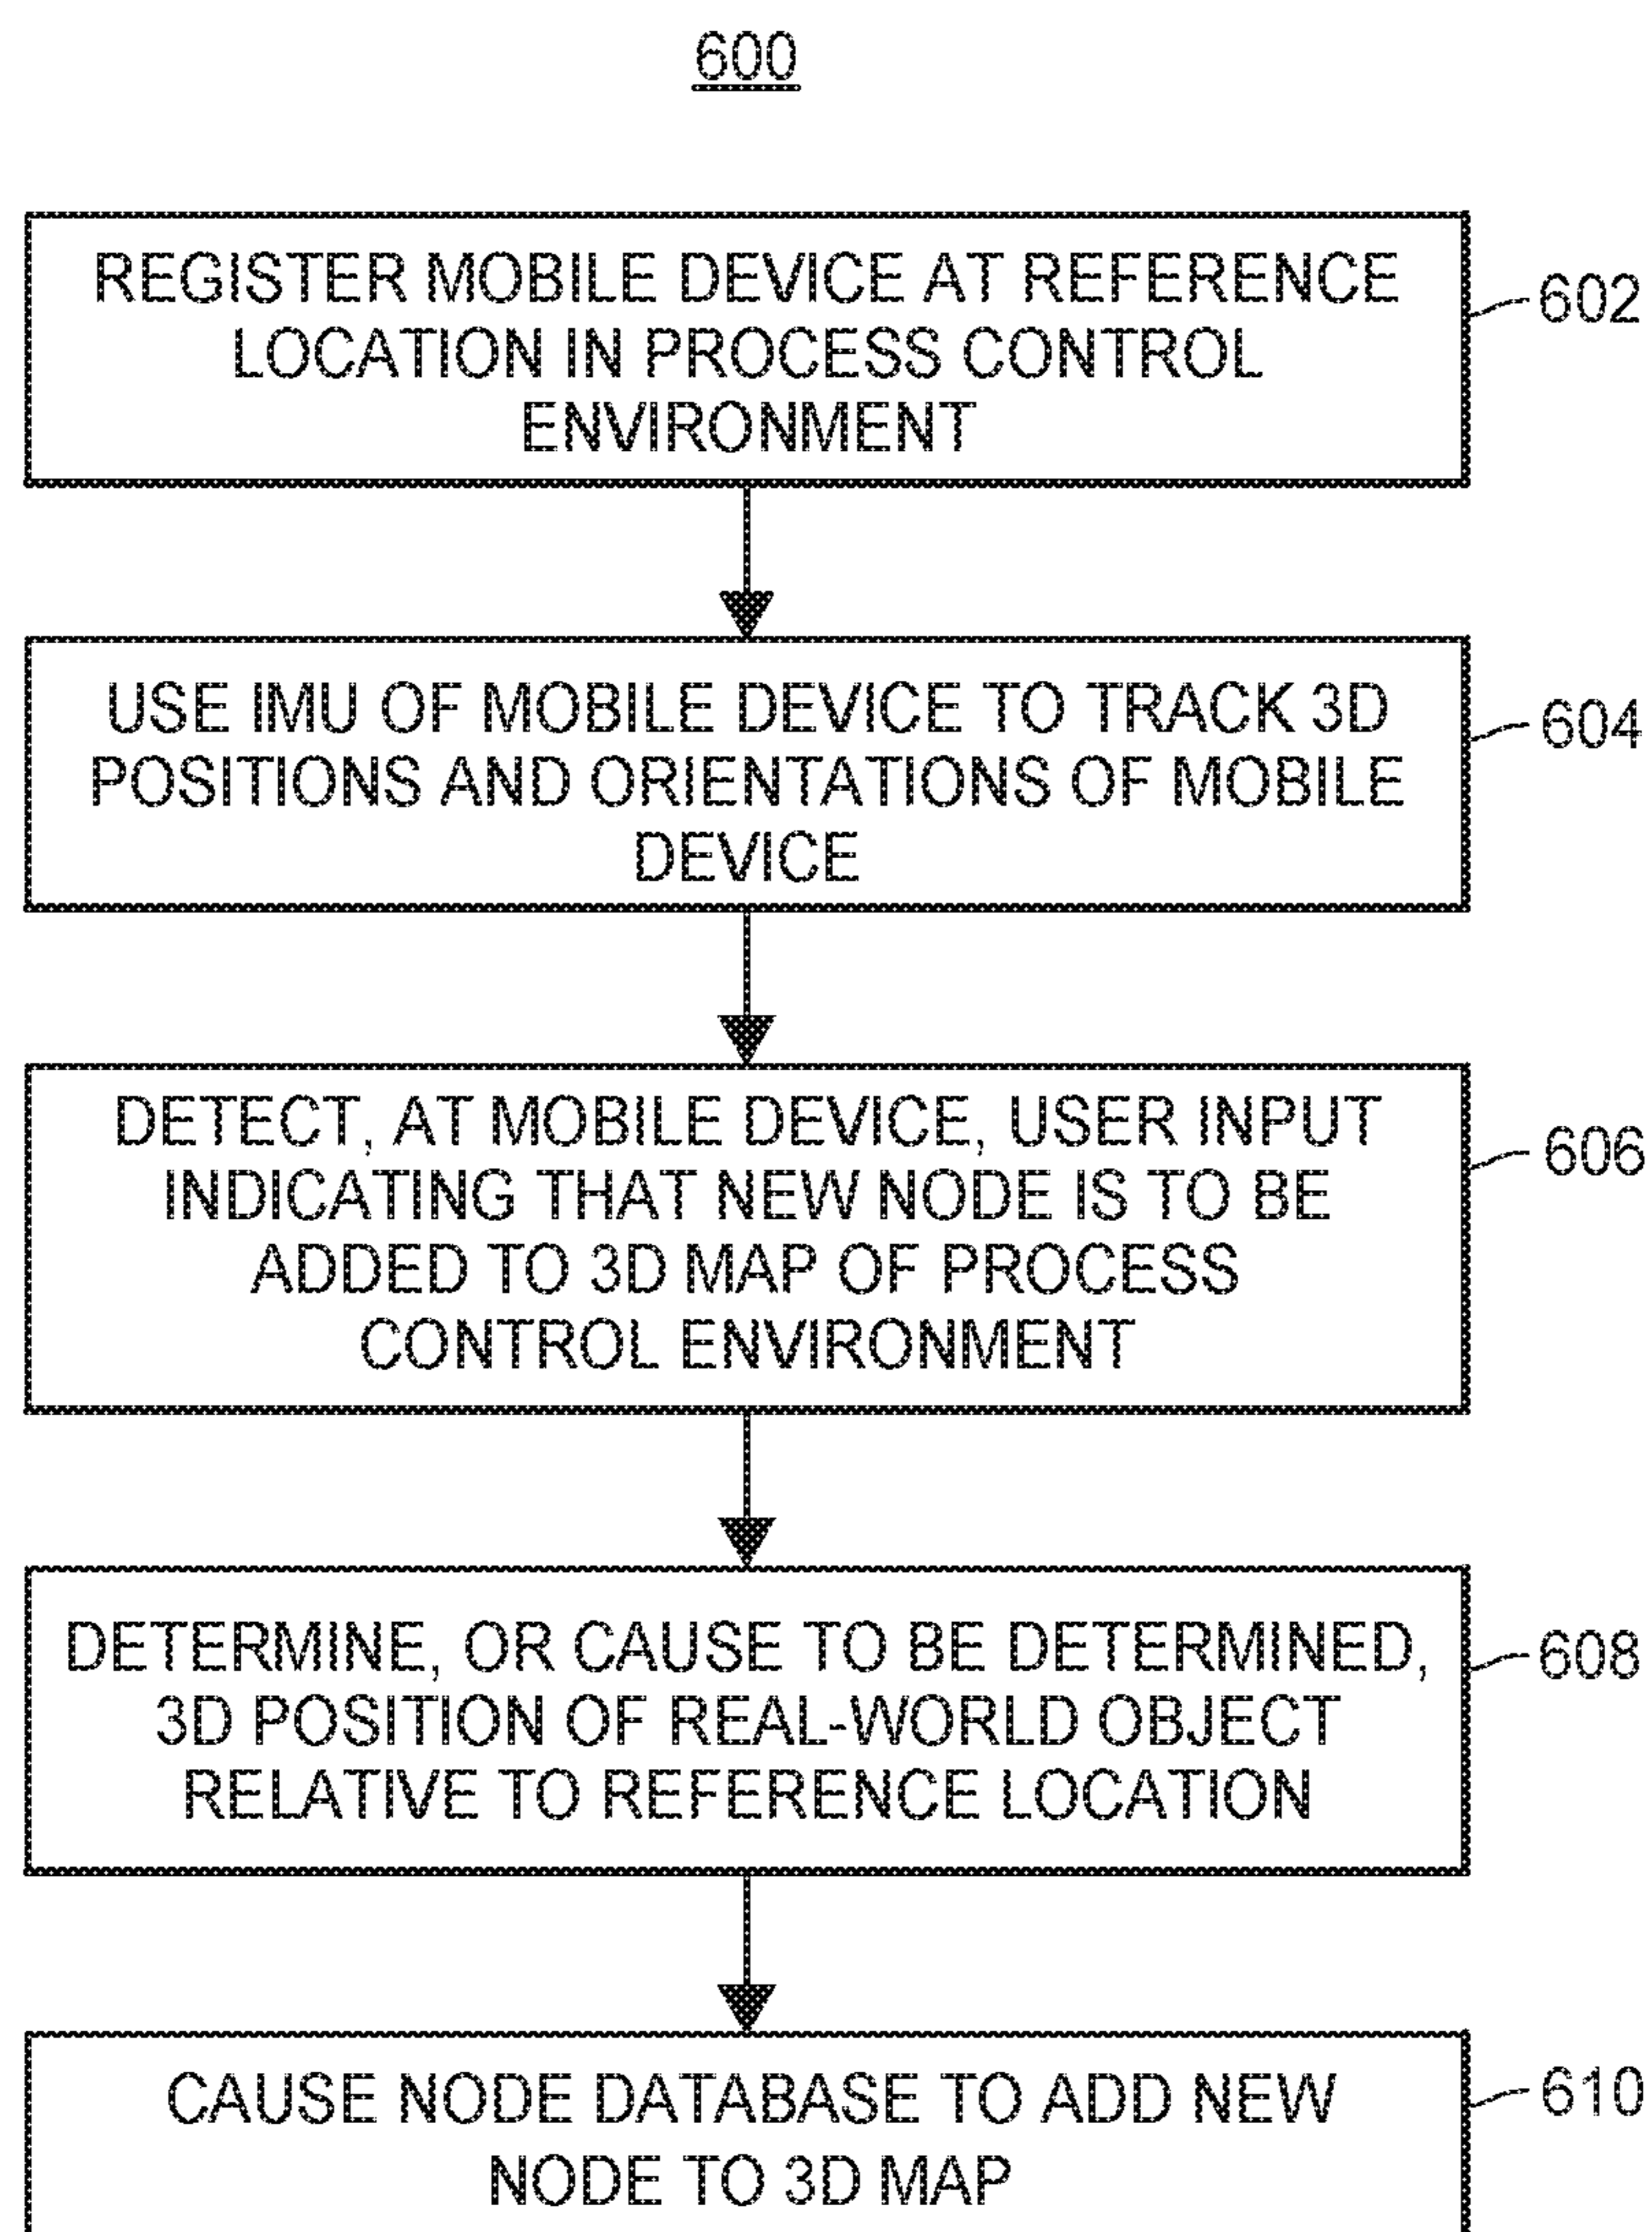 600
REGISTER MOBILE DEVICE AT REFERENCE
LOCATION IN PROCESS CONTROL
ENVIRONMENT
602
USE IMU OF MOBILE DEVICE TO TRACK 3D
POSITIONS AND ORIENTATIONS OF MOBILE
DEVICE
604
DETECT, AT MOBILE DEVICE, USER INPUT
INDICATING THAT NEW NODE IS TO BE
ADDED TO 3D MAP OF PROCESS
CONTROL ENVIRONMENT
606
DETERMINE, OR CAUSE TO BE DETERMINED,
3D POSITION OF REAL-WORLD OBJECT
RELATIVE TO REFERENCE LOCATION
608
CAUSE NODE DATABASE TO ADD NEW
NODE TO 3D MAP
610